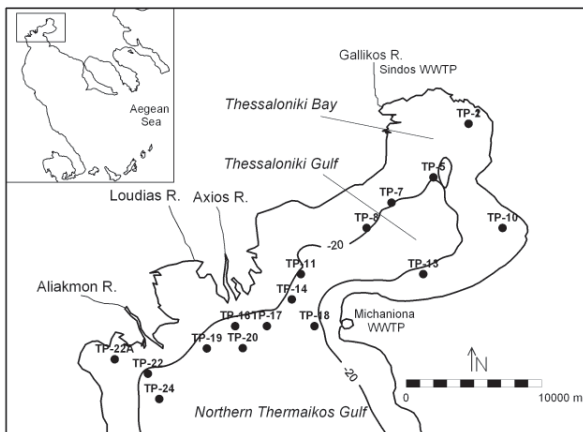 Gallikos R.
Sindos WWTP
Aegean
Sea
Thessaloniki Bay
TP-2
Thessaloniki Gulf
TP-5
Loudias R.
Axios R.
TP-7
TP-8
TP-10
-20
TP-11
TP-13
Aliakmon R.
TP-14
Michaniona
WWTP
TP-16
TP-17
TP-18
TP-19
TP-20
TP-22A
TP-22
-20
N
TP-24
Northern Thermaikos Gulf
0
10000 m